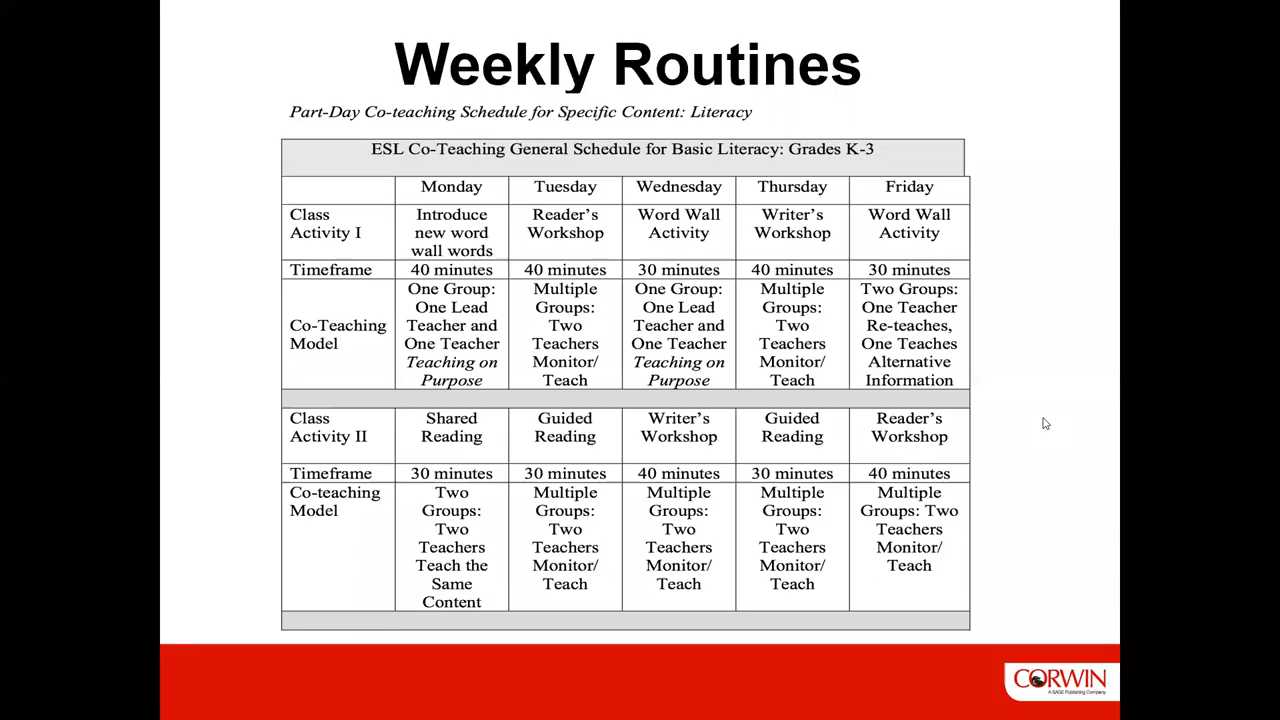 Weekly Routines
Part-Day Co-teaching Schedule for Specific Content: Literacy
ESL Co-Teaching General Schedule for Basic Literacy: Grades K-3
Monday Tuesday Wednesday Thursday Friday
Class Introduce Reader's Word Wall Writer's Word Wall
Activity I new word Workshop Activity Workshop Activity
wall words
Timeframe 40 minutes 40 minutes 30 minutes 40 minutes 30 minutes
One Group: Multiple One Group: Multiple Two Groups:
One Lead Groups: One Lead Groups: One Teacher
Co-Teaching Teacher and Two Teacher and Two Re-teaches,
Model One Teacher Teachers One Teacher Teachers One Teaches
Teaching on Monitor/ Teaching on Monitor/ Alternative
Purpose Teach Purpose Teach Information
Class Shared Guided Writer's Guided Reader's
Activity II Reading Reading Workshop Reading Workshop
Timeframe 30 minutes 30 minutes 40 minutes 30 minutes 40 minutes
Co-teaching Two Multiple Multiple Multiple Multiple
Model Groups: Groups: Groups: Groups: Groups: Two
Two Two Two Two Teachers
Teachers Teachers Teachers Teachers Monitor/
Teach the Monitor/ Monitor/ Monitor/ Teach
Same Teach Teach Teach
Content
CORWIN
A SAGE Publishing Company